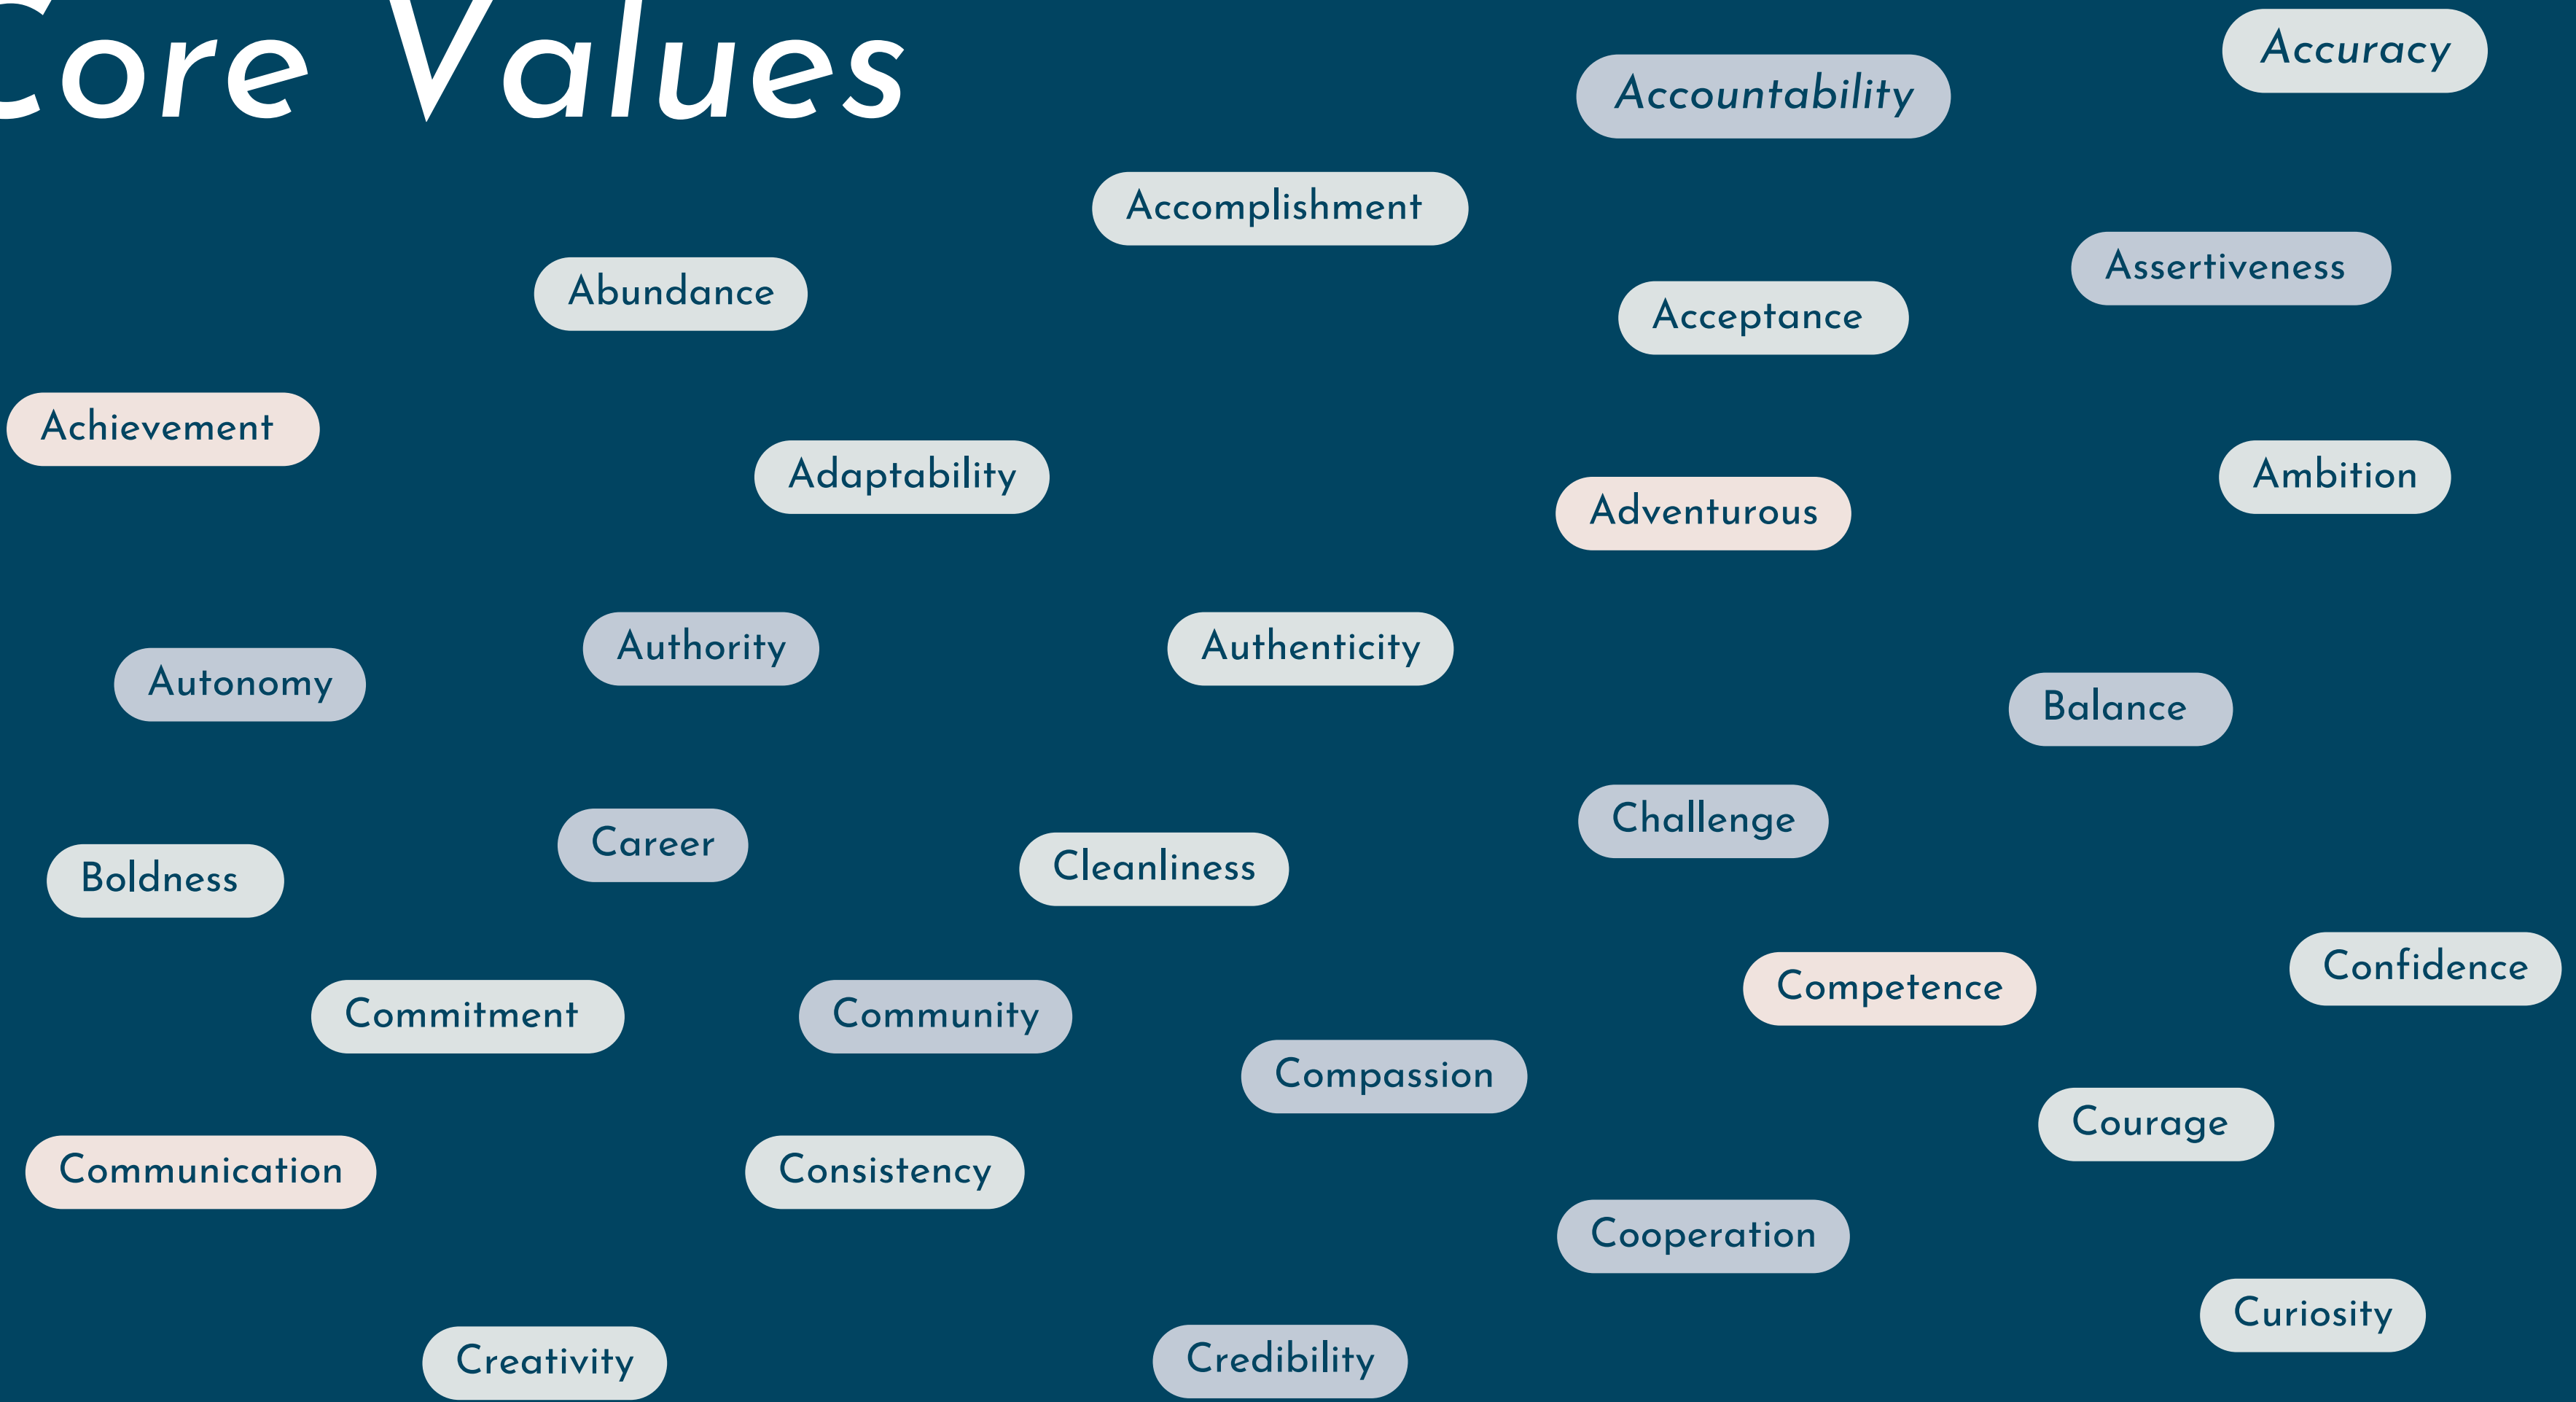 Core Values
Accuracy
Accountability
Accomplishment
Assertiveness
Abundance
Acceptance
Achievement
Adaptability
Ambition
Adventurous
Authority
Authenticity
Autonomy
Balance
Challenge
Career
Cleanliness
Boldness
Confidence
Competence
Commitment
Community
Compassion
Courage
Communication
Consistency
Cooperation
Curiosity
Creativity
Credibility